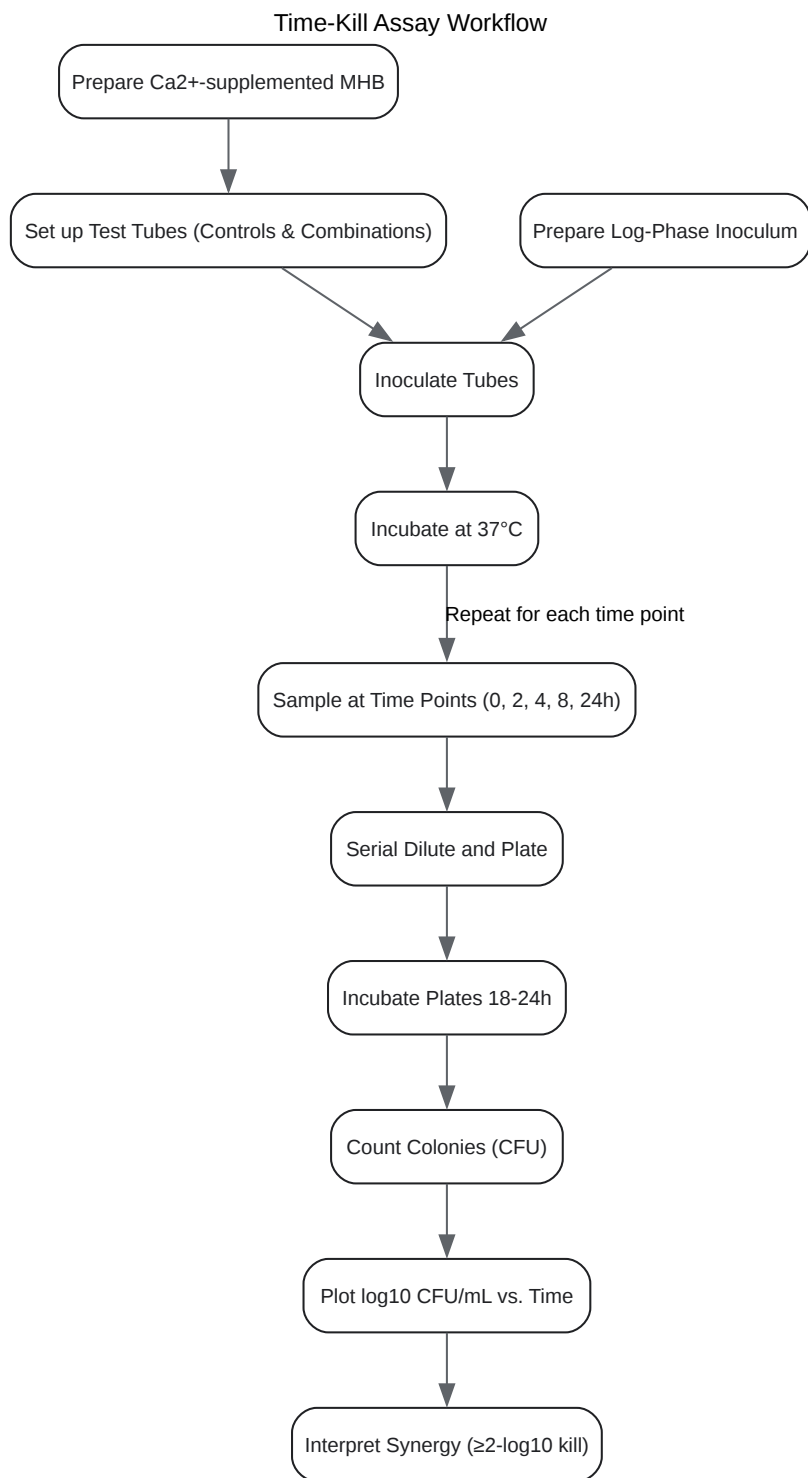 Time-Kill Assay Workflow
Prepare Ca2+-supplemented MHB
Set up Test Tubes (Controls & Combinations)
Prepare Log-Phase Inoculum
Inoculate Tubes
Incubate at 37°C
Repeat for each time point
Sample at Time Points (0, 2, 4, 8, 24h)
Serial Dilute and Plate
Incubate Plates 18-24h
Count Colonies (CFU)
Plot log10 CFU/mL vs. Time
Interpret Synergy (≥2-log10 kill)